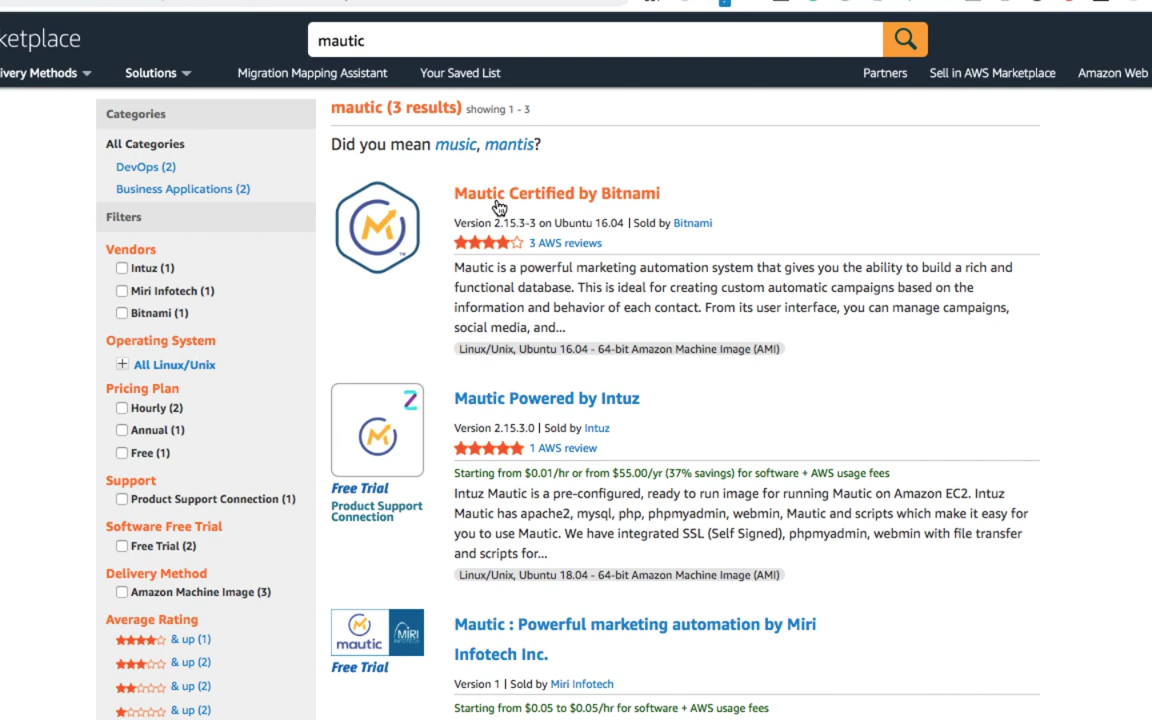 ketplace
mautic
ivery Methods
Solutions
Migration Mapping Assistant
Your Saved List
Partners
Sell in AWS Marketplace
Amazon Web
Categories
All Categories
DevOps (2)
Business Applications (2)
Filters
Vendors
Intuz (1)
Miri Infotech (1)
Bitnami (1)
Operating System
All Linux/Unix
Pricing Plan
Hourly (2)
Annual (1)
Free (1)
Support
Product Support Connection (1)
Software Free Trial
Free Trial (2)
Delivery Method
Amazon Machine Image (3)
Average Rating
& up (1)
& up (2)
& up (2)
& up (2)
mautic (3 results) showing 1 - 3
Did you mean music, mantis?
Mautic Certified by Bitnami
Version 2.15.3-3 on Ubuntu 16.04 | Sold by Bitnami
3 AWS reviews
Mautic is a powerful marketing automation system that gives you the ability to build a rich and
functional database. This is ideal for creating custom automatic campaigns based on the
information and behavior of each contact. From its user interface, you can manage campaigns,
social media, and...
Linux/Unix, Ubuntu 16.04 - 64-bit Amazon Machine Image (AMI)
Free Trial
Product Support
Connection
Mautic Powered by Intuz
Version 2.15.3.0 | Sold by Intuz
1 AWS review
Starting from $0.01/hr or from $55.00/yr (37% savings) for software + AWS usage fees
Intuz Mautic is a pre-configured, ready to run image for running Mautic on Amazon EC2. Intuz
Mautic has apache2, mysql, php, phpmyadmin, webmin, Mautic and scripts which make it easy for
you to use Mautic. We have integrated SSL (Self Signed), phpmyadmin, webmin with file transfer
and scripts for...
Linux/Unix, Ubuntu 18.04 - 64-bit Amazon Machine Image (AMI)
mautic
MIRI
Free Trial
Mautic : Powerful marketing automation by Miri
Infotech Inc.
Version 1 | Sold by Miri Infotech
Starting from $0.05 to $0.05/hr for software + AWS usage fees